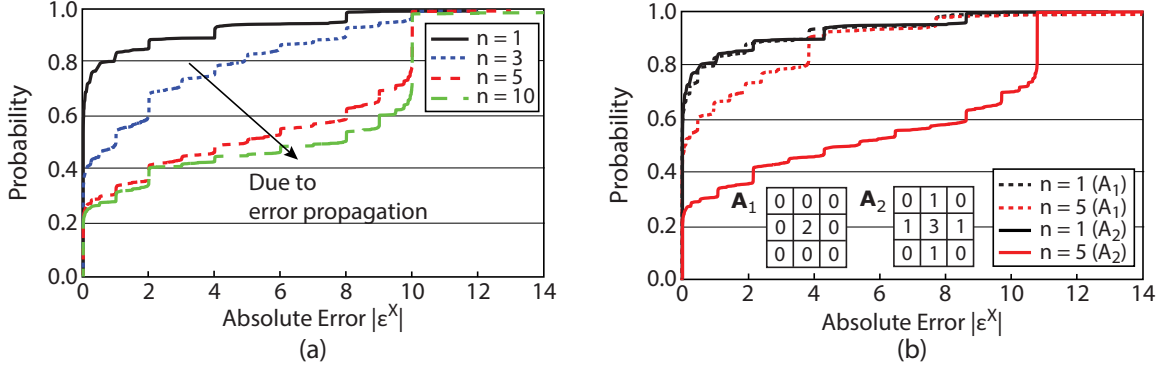 (a)
Probability
1.0
0.8
0.6
0.4
0.2
0.0
n = 1
n = 3
n = 5
n = 10
Due to
error propagation
0 2 4 6 8 10 12 14
Absolute Error |ε^X|
(a)
(b)
Probability
1.0
0.8
0.6
0.4
0.2
0.0
A₁
0 0 0
0 2 0
0 0 0
A₂
0 1 0
1 3 1
0 1 0
n = 1 (A₁)
n = 5 (A₁)
n = 1 (A₂)
n = 5 (A₂)
0 2 4 6 8 10 12 14
Absolute Error |ε^X|
(b)